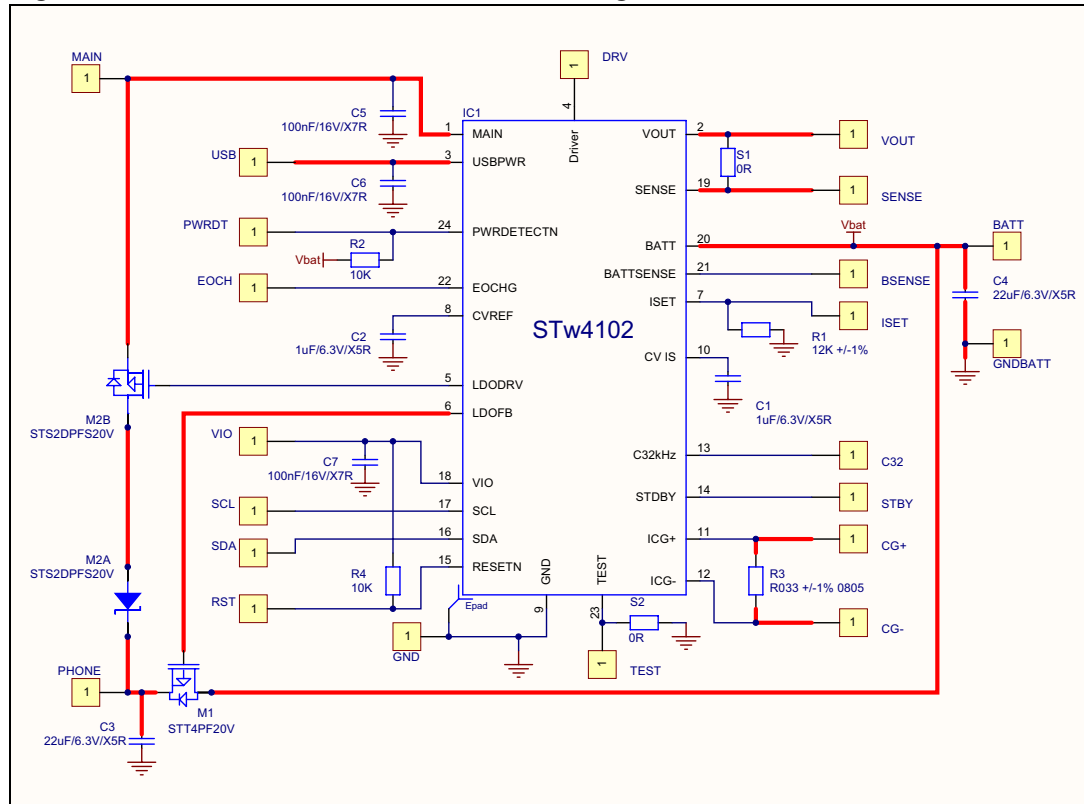 MAIN
1
DRV
1
4
IC1
C5
100nF/16V/X7R
1
MAIN
Driver
VOUT
2
1
VOUT
USB
1
3
USBPWR
S1
0R
C6
100nF/16V/X7R
SENSE
19
1
SENSE
PWRDT
1
24
PWRDETECTN
R2
Vbat
10K
Vbat
BATT
20
BATT
1
EOCH
1
22
EOCHG
BATTSENSE
21
1
BSENSE
C4
22uF/6.3V/X5R
8
CVREF
C2
1uF/6.3V/X5R
STw4102
ISET
7
1
ISET
R1
12K +/-1%
1
GNDBATT
CV IS
10
C1
1uF/6.3V/X5R
5
LDODRV
M2B
STS2DPFS20V
6
LDOFB
VIO
1
C7
100nF/16V/X7R
18
VIO
C32kHz
13
1
C32
SCL
1
17
SCL
STDBY
14
1
STBY
SDA
1
16
SDA
ICG+
11
1
CG+
M2A
STS2DPFS20V
R4
10K
15
RESETN
R3
R033 +/-1% 0805
RST
1
ICG-
12
1
CG-
Epad
GND
9
TEST
23
S2
0R
1
GND
1
TEST
PHONE
1
M1
STT4PF20V
C3
22uF/6.3V/X5R